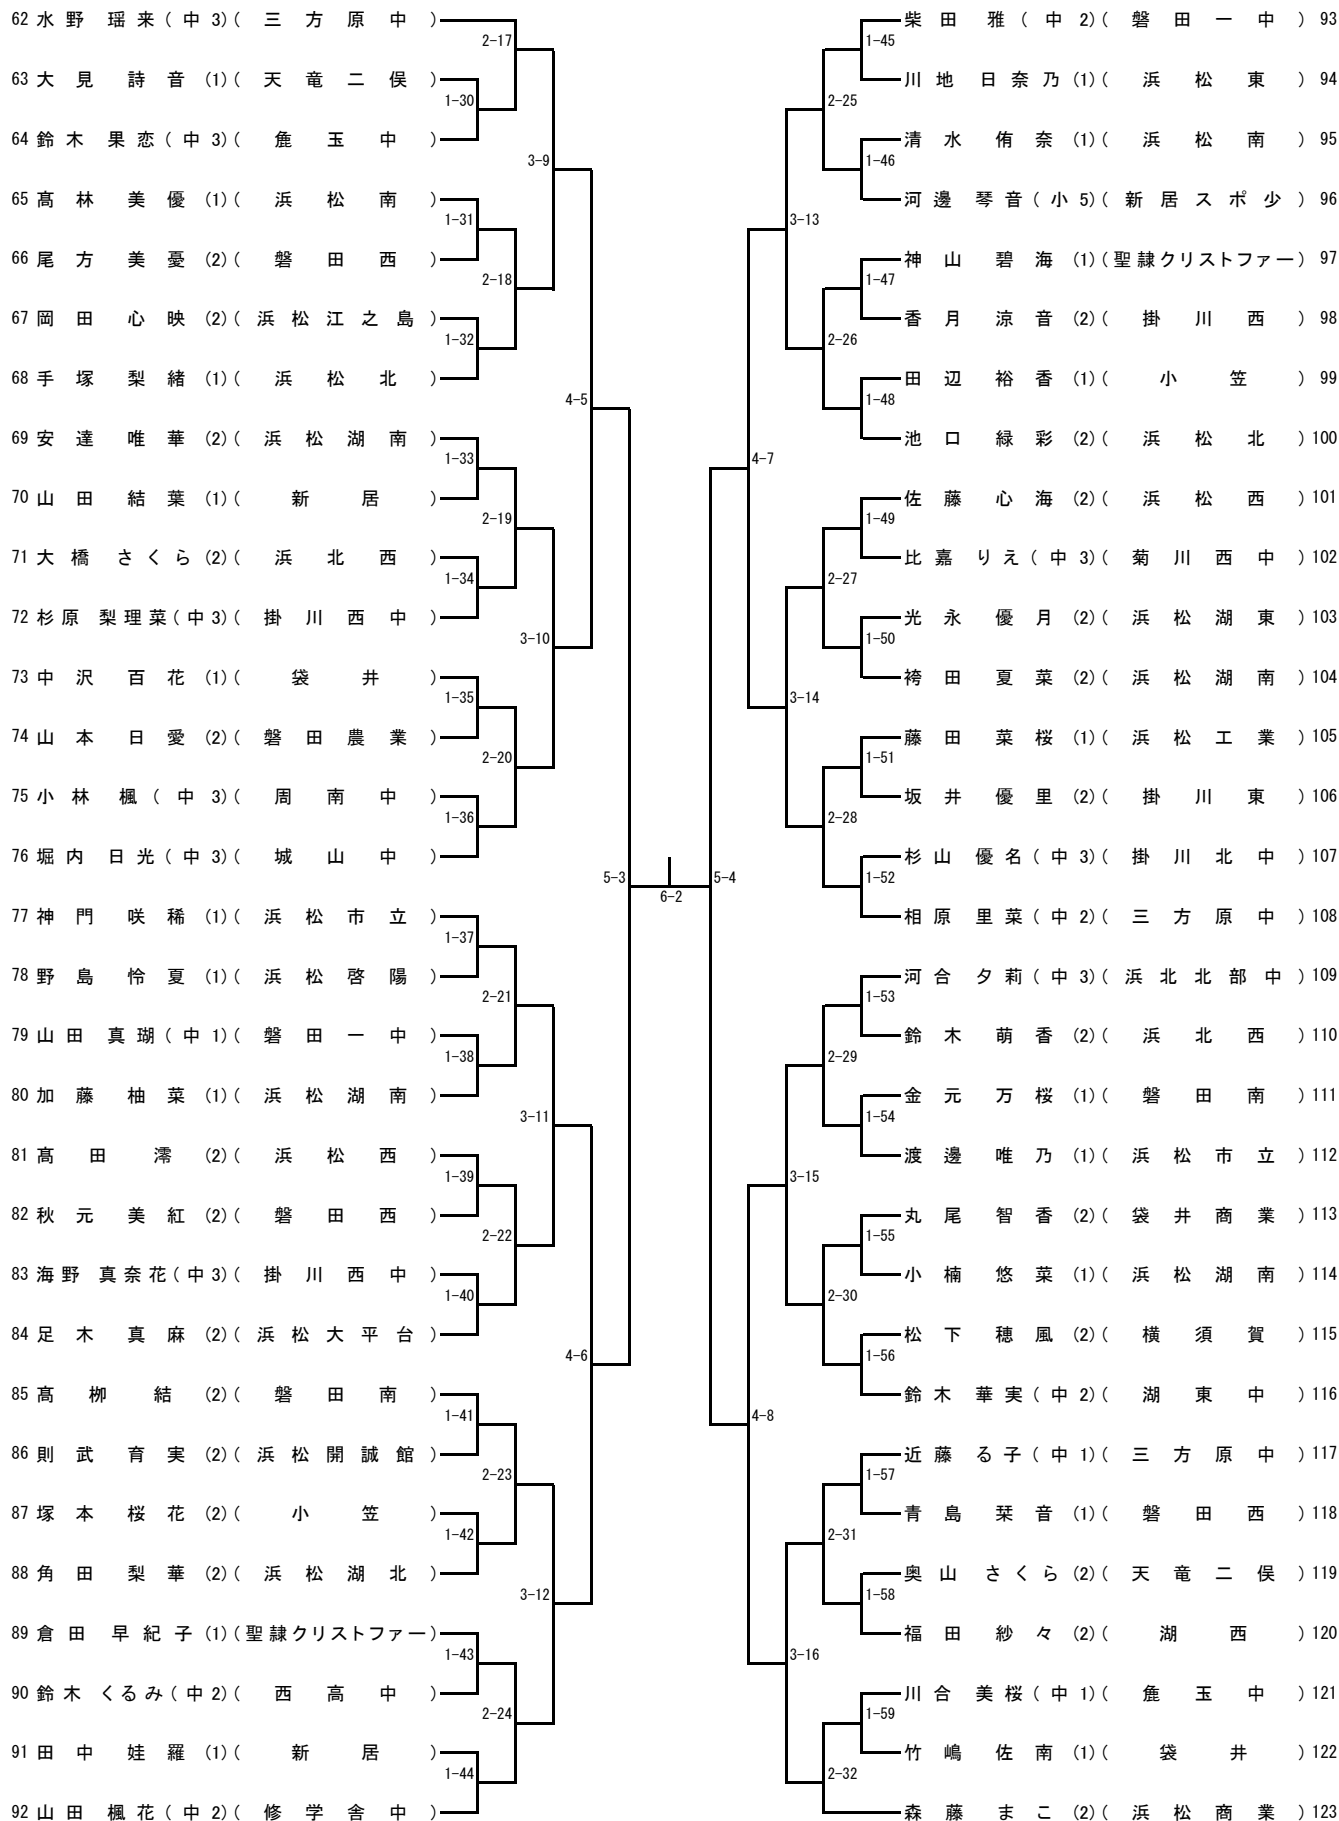 62 水野 瑶来(中3)(三方原中)
2-17
63 大見 詩音(1)(天竜二俣)
1-30
64 鈴木 果恋(中3)(麁玉中)
3-9
65 髙林 美優(1)(浜松南)
1-31
66 尾方 美憂(2)(磐田西)
2-18
67 岡田 心映(2)(浜松江之島)
1-32
68 手塚 梨緒(1)(浜松北)
4-5
69 安達 唯華(2)(浜松湖南)
1-33
70 山田 結葉(1)(新居)
2-19
71 大橋 さくら(2)(浜北西)
1-34
72 杉原 梨理菜(中3)(掛川西中)
3-10
73 中沢 百花(1)(袋井)
1-35
74 山本 日愛(2)(磐田農業)
2-20
75 小林 楓(中3)(周南中)
1-36
76 堀内 日光(中3)(城山中)
5-3
77 神門 咲稀(1)(浜松市立)
1-37
78 野島 怜夏(1)(浜松啓陽)
2-21
79 山田 真瑚(中1)(磐田一中)
1-38
80 加藤 柚菜(1)(浜松湖南)
3-11
81 髙田 澪(2)(浜松西)
1-39
82 秋元 美紅(2)(磐田西)
2-22
83 海野 真奈花(中3)(掛川西中)
1-40
84 足木 真麻(2)(浜松大平台)
4-6
85 髙栁 結(2)(磐田南)
1-41
86 則武 育実(2)(浜松開誠館)
2-23
87 塚本 桜花(2)(小笠)
1-42
88 角田 梨華(2)(浜松湖北)
3-12
89 倉田 早紀子(1)(聖隷クリストファー)
1-43
90 鈴木 くるみ(中2)(西高中)
2-24
91 田中 娃羅(1)(新居)
1-44
92 山田 楓花(中2)(修学舎中)
6-2
柴田 雅(中2)(磐田一中) 93
1-45
川地 日奈乃(1)(浜松東) 94
2-25
清水 侑奈(1)(浜松南) 95
1-46
河邊 琴音(小5)(新居スポ少) 96
3-13
神山 碧海(1)(聖隷クリストファー) 97
1-47
香月 涼音(2)(掛川西) 98
2-26
田辺 裕香(1)(小笠) 99
1-48
池口 緑彩(2)(浜松北) 100
4-7
佐藤 心海(2)(浜松西) 101
1-49
比嘉 りえ(中3)(菊川西中) 102
2-27
光永 優月(2)(浜松湖東) 103
1-50
袴田 夏菜(2)(浜松湖南) 104
3-14
藤田 菜桜(1)(浜松工業) 105
1-51
坂井 優里(2)(掛川東) 106
2-28
杉山 優名(中3)(掛川北中) 107
1-52
相原 里菜(中2)(三方原中) 108
5-4
河合 夕莉(中3)(浜北北部中) 109
1-53
鈴木 萌香(2)(浜北西) 110
2-29
金元 万桜(1)(磐田南) 111
1-54
渡邊 唯乃(1)(浜松市立) 112
3-15
丸尾 智香(2)(袋井商業) 113
1-55
小楠 悠菜(1)(浜松湖南) 114
2-30
松下 穂風(2)(横須賀) 115
1-56
鈴木 華実(中2)(湖東中) 116
4-8
近藤 る子(中1)(三方原中) 117
1-57
青島 栞音(1)(磐田西) 118
2-31
奥山 さくら(2)(天竜二俣) 119
1-58
福田 紗々(2)(湖西) 120
3-16
川合 美桜(中1)(麁玉中) 121
1-59
竹嶋 佐南(1)(袋井) 122
2-32
森藤 まこ(2)(浜松商業) 123